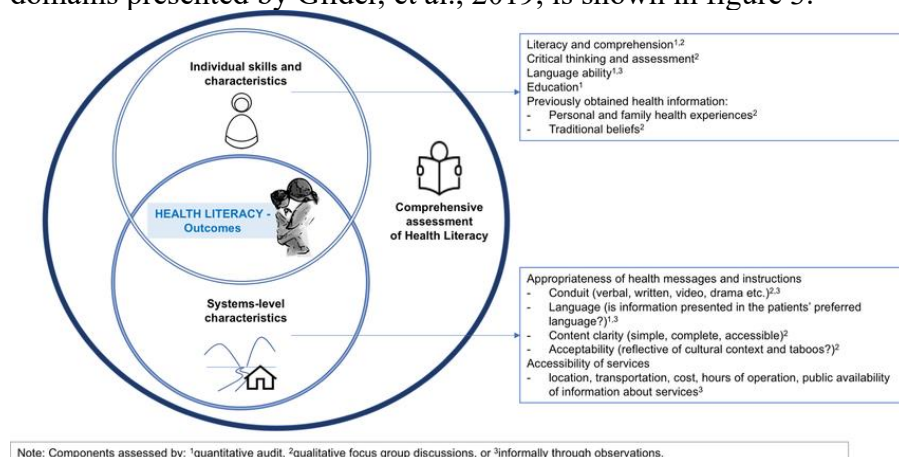 domains presented by Gilder, et al., 2019, is shown in figure 3.
Individual skills and
characteristics
HEALTH LITERACY -
Outcomes
Systems-level
characteristics
Comprehensive
assessment
of Health Literacy
Literacy and comprehension¹,²
Critical thinking and assessment²
Language ability¹,³
Education¹
Previously obtained health information:
- Personal and family health experiences²
- Traditional beliefs²
Appropriateness of health messages and instructions
- Conduit (verbal, written, video, drama etc.)²,³
- Language (is information presented in the patients' preferred
language?)¹,³
- Content clarity (simple, complete, accessible)²
- Acceptability (reflective of cultural context and taboos?)²
Accessibility of services
- location, transportation, cost, hours of operation, public availability
of information about services³
Note: Components assessed by: ¹quantitative audit, ²qualitative focus group discussions, or ³informally through observations.